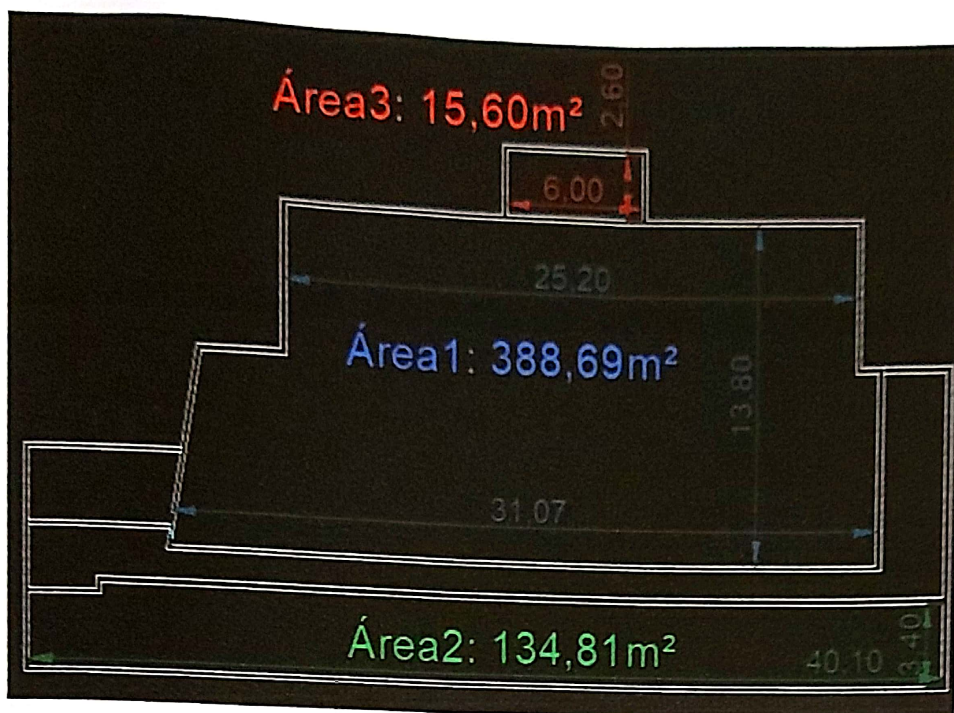 Área3: 15,60m²
2,60
6,00
25,20
Área1: 388,69m²
13,80
31,07
Área2: 134,81m²
40,10
3,40